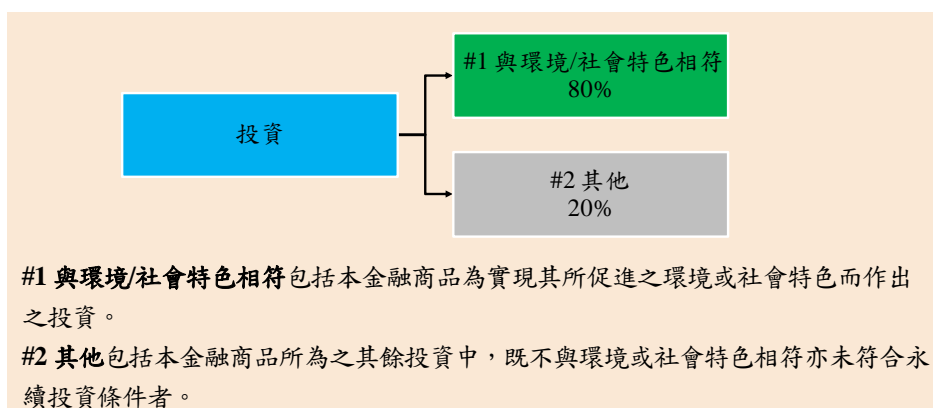 #1 與環境/社會特色相符
80%
投資
#2 其他
20%
#1 與環境/社會特色相符包括本金融商品為實現其所促進之環境或社會特色而作出
之投資。
#2 其他包括本金融商品所為之其餘投資中，既不與環境或社會特色相符亦未符合永
續投資條件者。